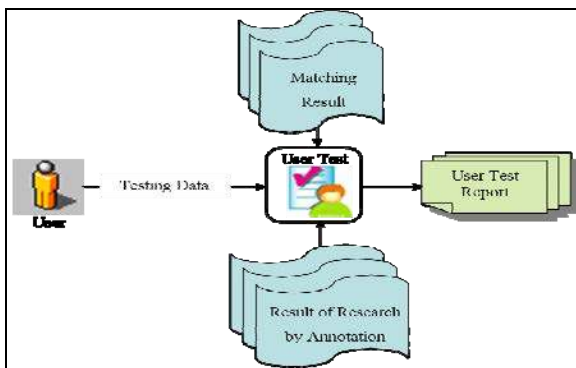 Matching
Result
User Test
Testing Data
User
User Test
Report
Result of Research
by Annotation